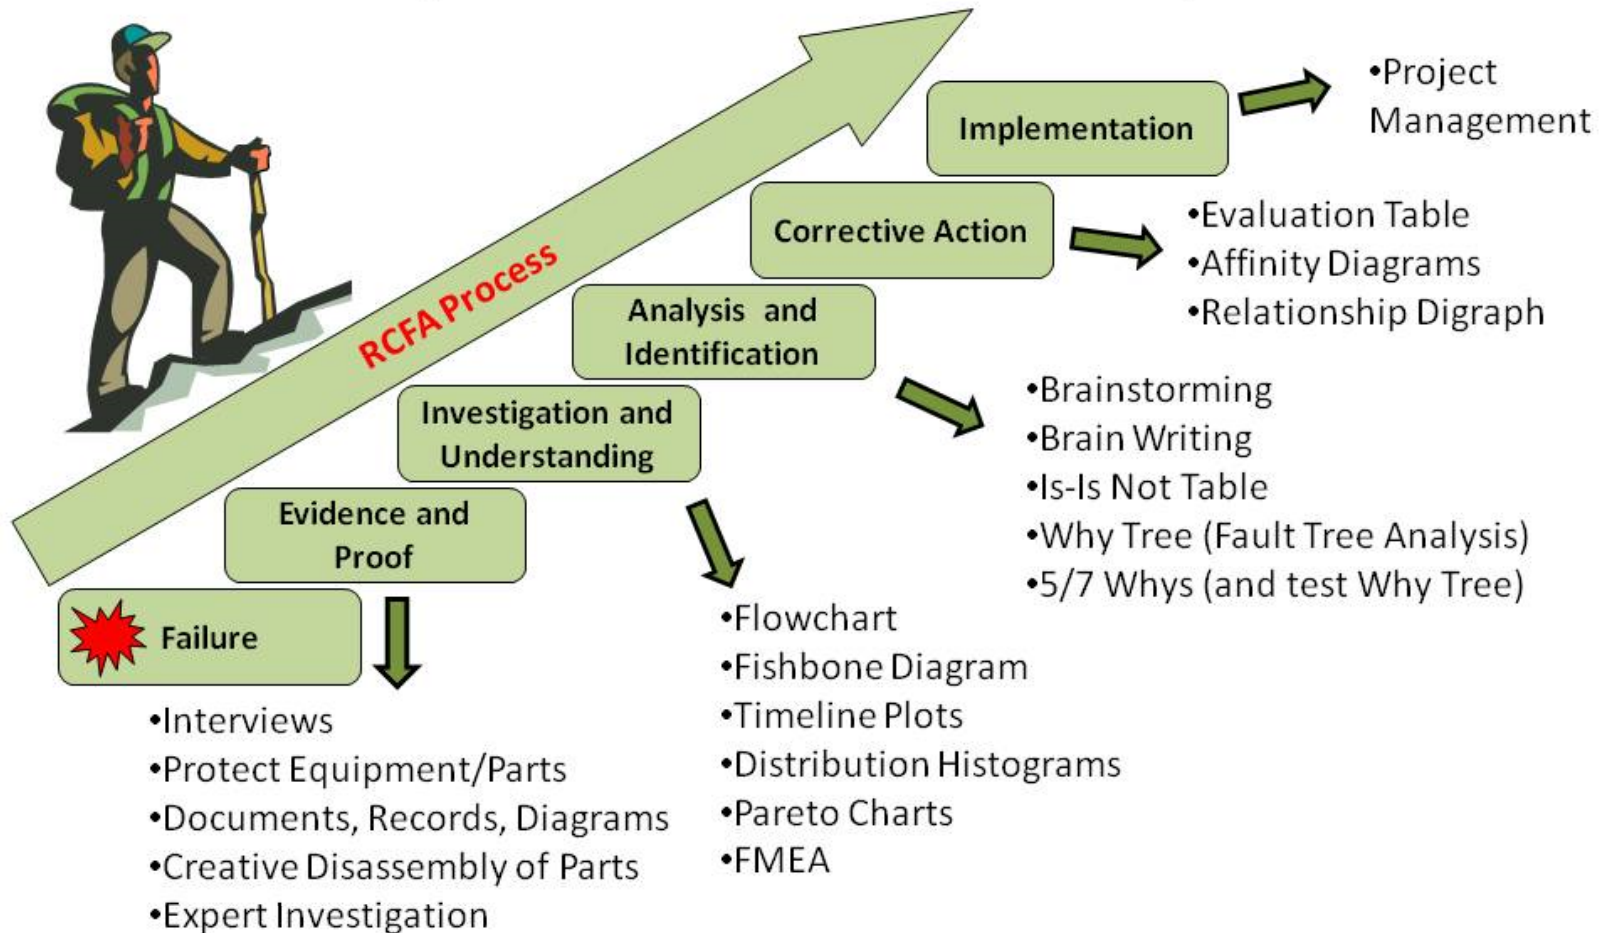 RCFA Process
Implementation
•Project
Management
Corrective Action
•Evaluation Table
•Affinity Diagrams
•Relationship Digraph
Analysis and
Identification
•Brainstorming
•Brain Writing
•Is-Is Not Table
•Why Tree (Fault Tree Analysis)
•5/7 Whys (and test Why Tree)
Investigation and
Understanding
•Flowchart
•Fishbone Diagram
•Timeline Plots
•Distribution Histograms
•Pareto Charts
•FMEA
Evidence and
Proof
Failure
•Interviews
•Protect Equipment/Parts
•Documents, Records, Diagrams
•Creative Disassembly of Parts
•Expert Investigation